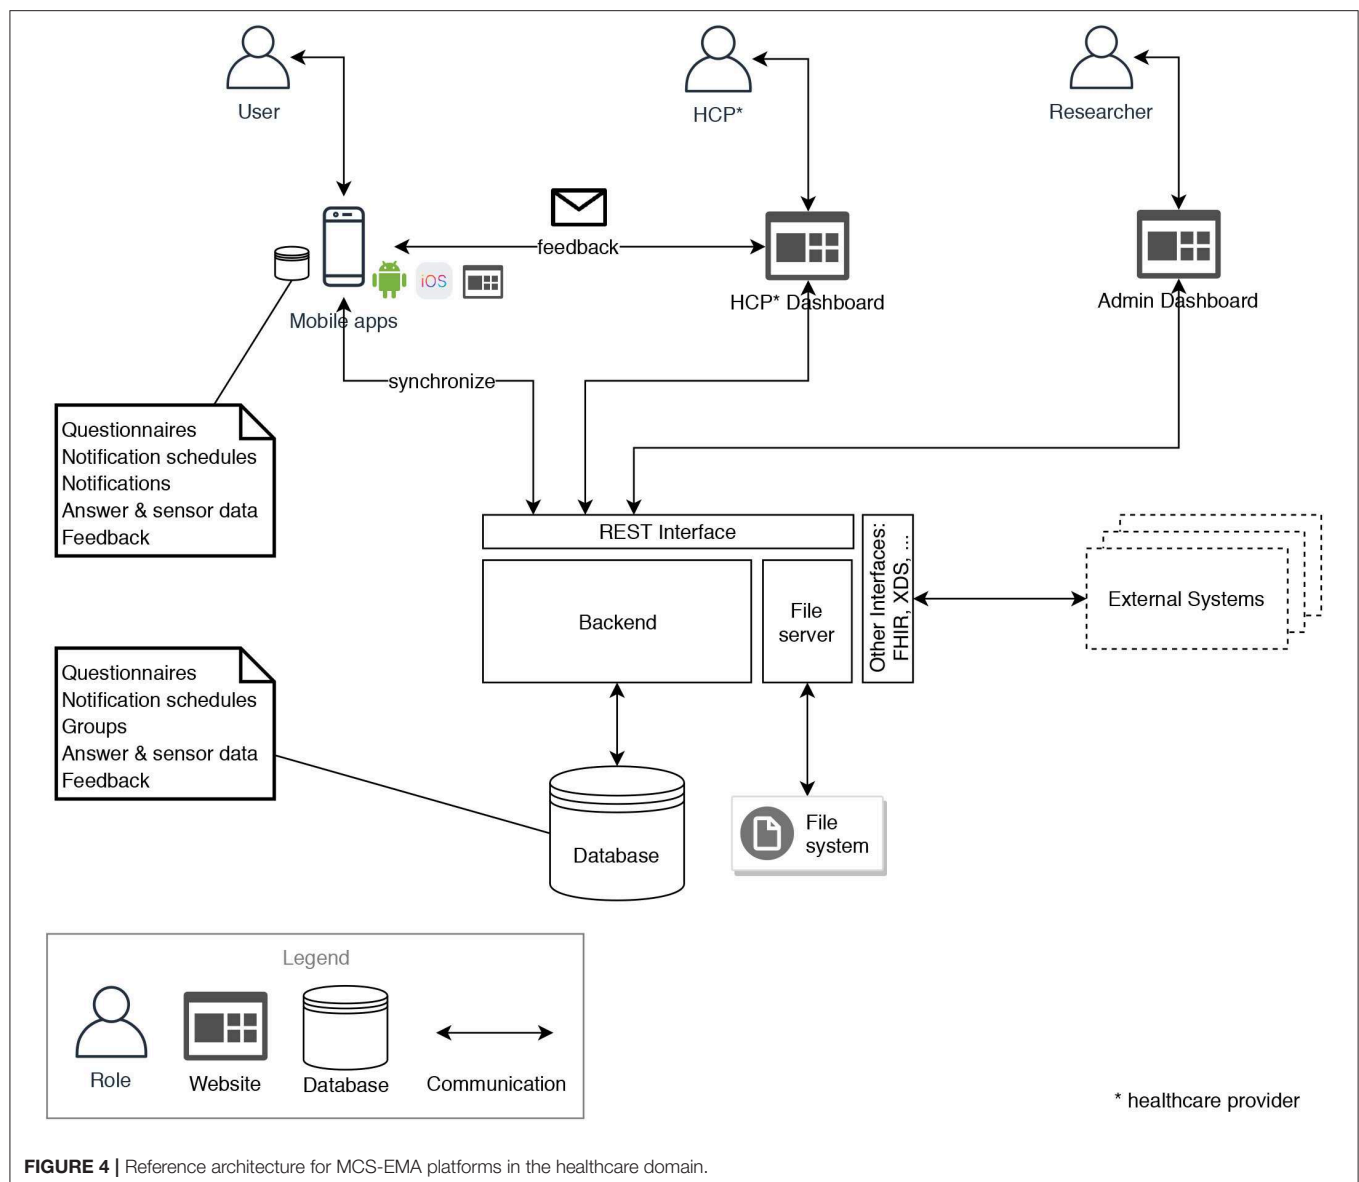 User
HCP*
Researcher
feedback
iOS
Mobile apps
HCP* Dashboard
Admin Dashboard
synchronize
Questionnaires
Notification schedules
Notifications
Answer & sensor data
Feedback
REST Interface
Backend
File
server
Other Interfaces:
FHIR, XDS, ...
External Systems
Questionnaires
Notification schedules
Groups
Answer & sensor data
Feedback
Database
File
system
Legend
Role
Website
Database
Communication
* healthcare provider
FIGURE 4 | Reference architecture for MCS-EMA platforms in the healthcare domain.